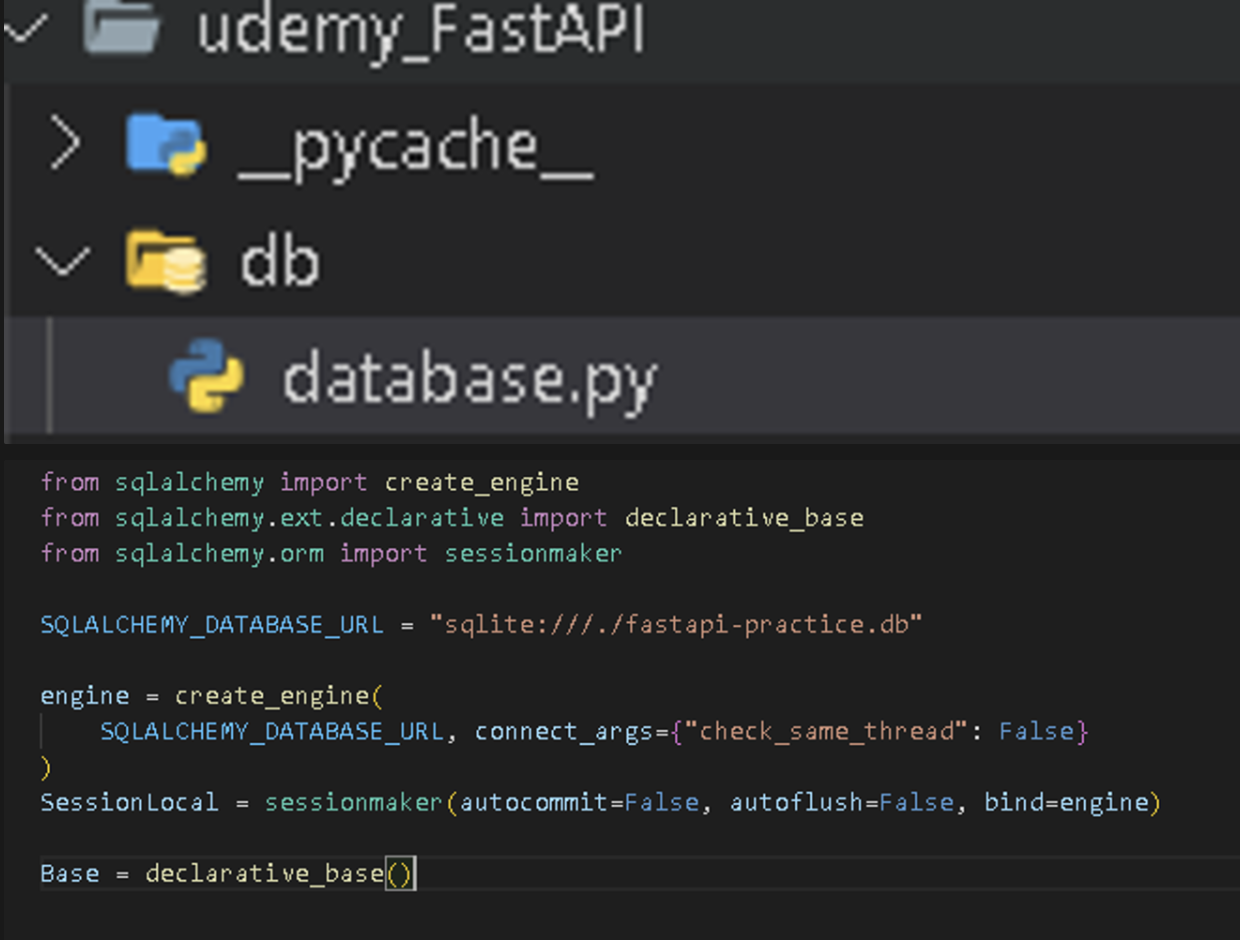 udemy_FastAPI
__pycache__
db
database.py
from sqlalchemy import create_engine
from sqlalchemy.ext.declarative import declarative_base
from sqlalchemy.orm import sessionmaker
SQLALCHEMY_DATABASE_URL = "sqlite:///./fastapi-practice.db"
engine = create_engine(
    SQLALCHEMY_DATABASE_URL, connect_args={"check_same_thread": False}
)
SessionLocal = sessionmaker(autocommit=False, autoflush=False, bind=engine)
Base = declarative_base()